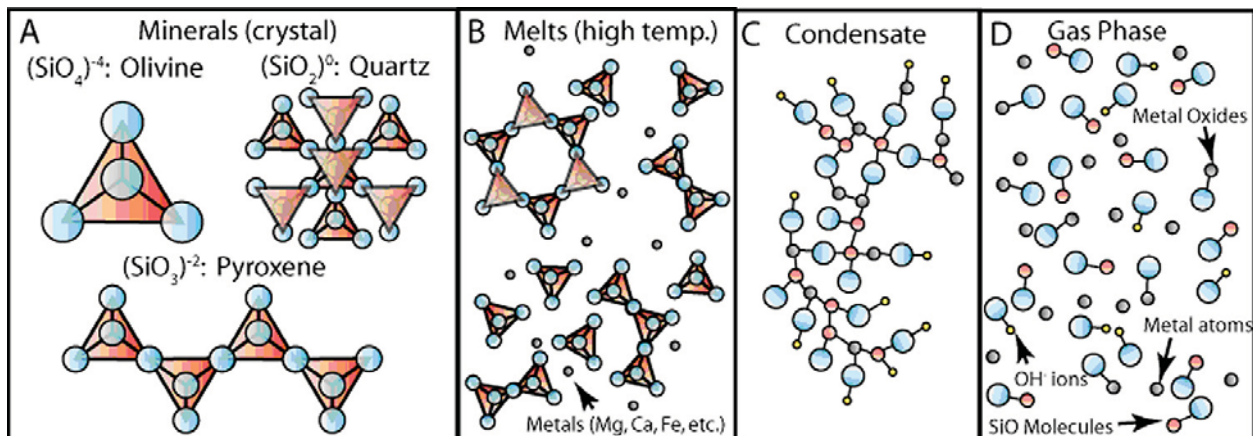 A Minerals (crystal)
(SiO₄)⁻⁴: Olivine
(SiO₂)⁰: Quartz
(SiO₃)⁻²: Pyroxene
B Melts (high temp.)
Metals (Mg, Ca, Fe, etc.)
C Condensate
D Gas Phase
Metal Oxides
Metal atoms
OH⁻ ions
SiO Molecules